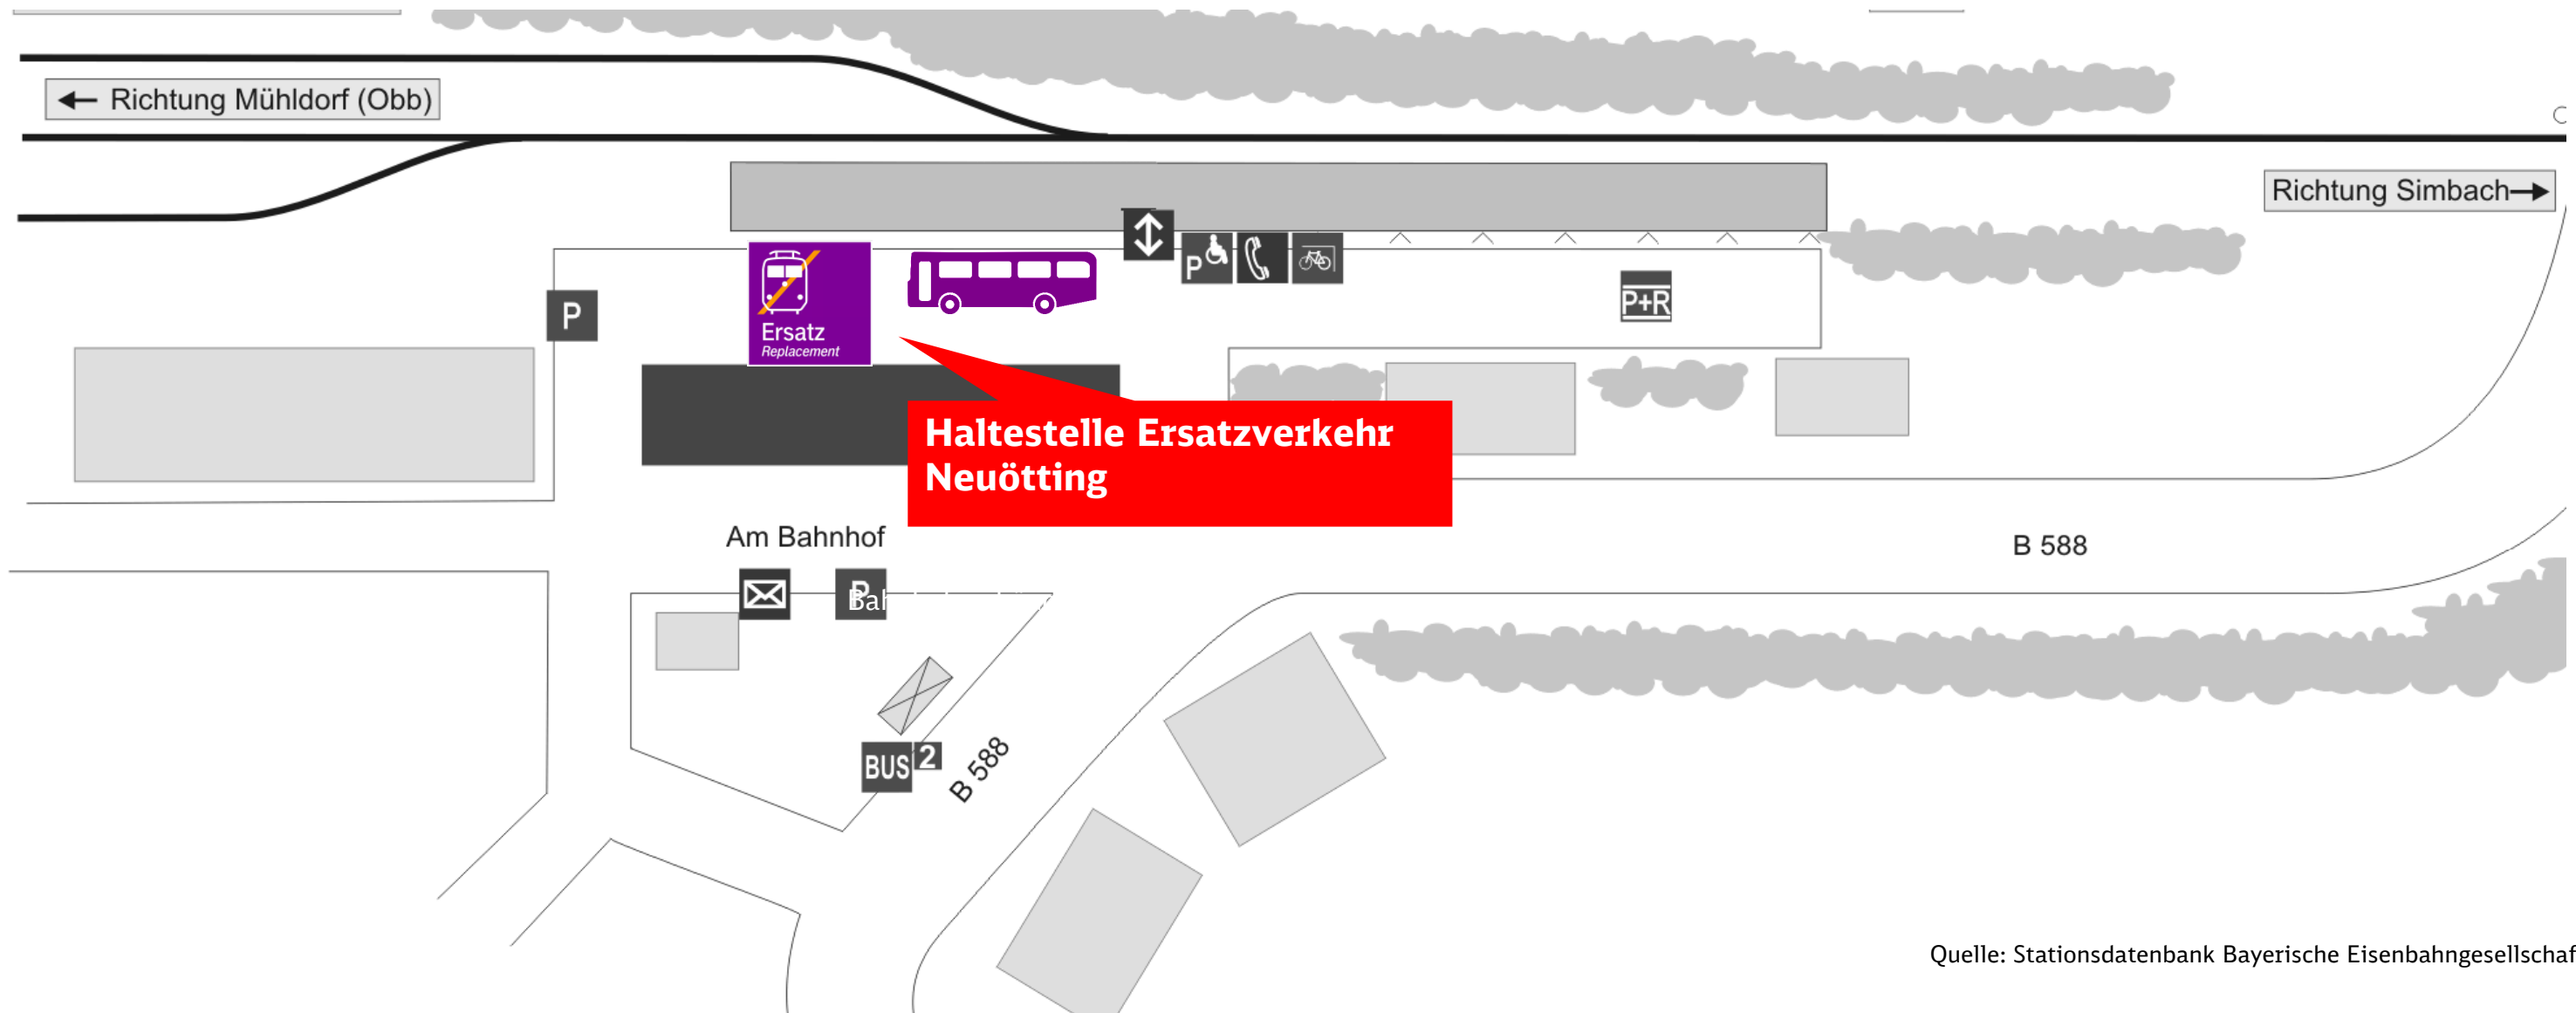 Richtung Mühldorf (Obb)
Richtung Simbach
P
Ersatz
Replacement
P
P+R
Haltestelle Ersatzverkehr
Neuötting
Am Bahnhof
B 588
P
BUS 2
B 588
Quelle: Stationsdatenbank Bayerische Eisenbahngesellschaf